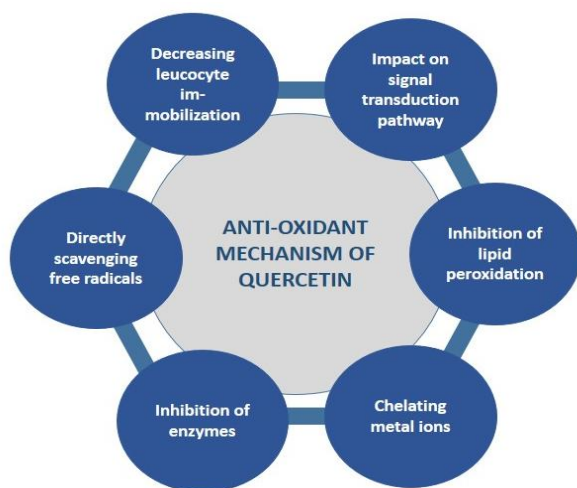 Decreasing
leucocyte
im-
mobilization
Impact on
signal
transduction
pathway
Directly
scavenging
free radicals
ANTI-OXIDANT
MECHANISM OF
QUERCETIN
Inhibition of
lipid
peroxidation
Inhibition of
enzymes
Chelating
metal ions